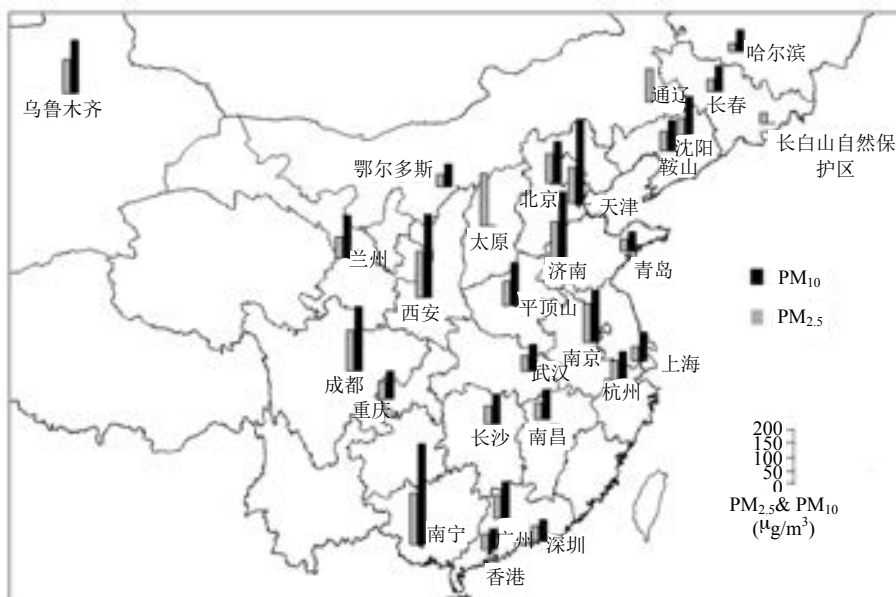 哈尔滨
乌鲁木齐
通辽
长春
沈阳
鞍山
长白山自然保
护区
鄂尔多斯
北京
天津
太原
兰州
济南
青岛
西安
平顶山
PM10
PM2.5
南京
成都
武汉
上海
重庆
杭州
长沙
南昌
200
150
100
50
0
PM2.5& PM10
(μg/m3)
南宁
广州
深圳
香港